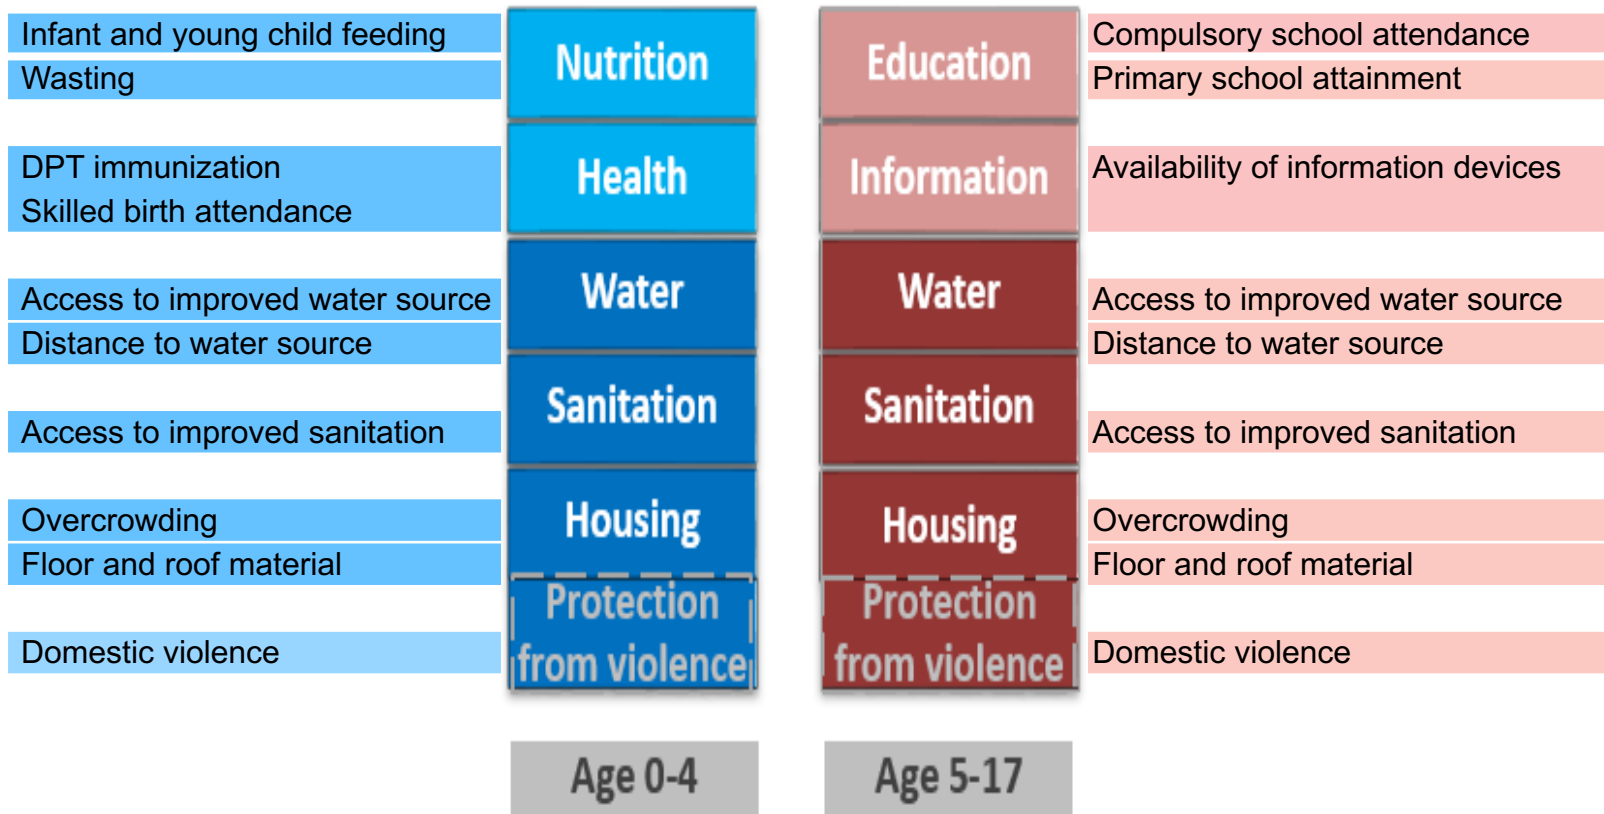 Infant and young child feeding
Wasting
DPT immunization
Skilled birth attendance
Access to improved water source
Distance to water source
Access to improved sanitation
Overcrowding
Floor and roof material
Domestic violence
Nutrition
Health
Water
Sanitation
Housing
Protection
from violence
Age 0-4
Education
Information
Water
Sanitation
Housing
Protection
from violence
Age 5-17
Compulsory school attendance
Primary school attainment
Availability of information devices
Access to improved water source
Distance to water source
Access to improved sanitation
Overcrowding
Floor and roof material
Domestic violence